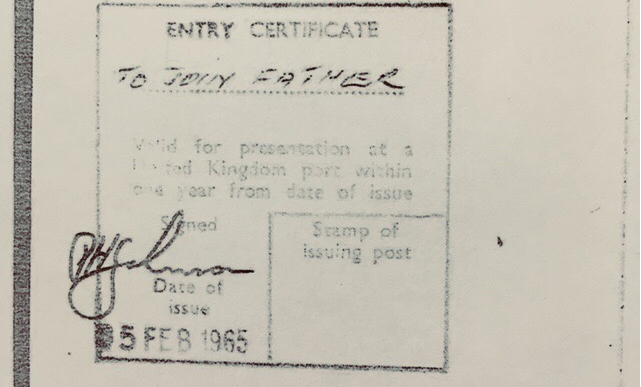 ENTRY CERTIFICATE
TO JOIN FATHER
Valid for presentation at a
United Kingdom port within
one year from date of issue
Signed
Stamp of
issuing post
Date of
issue
5 FEB 1965